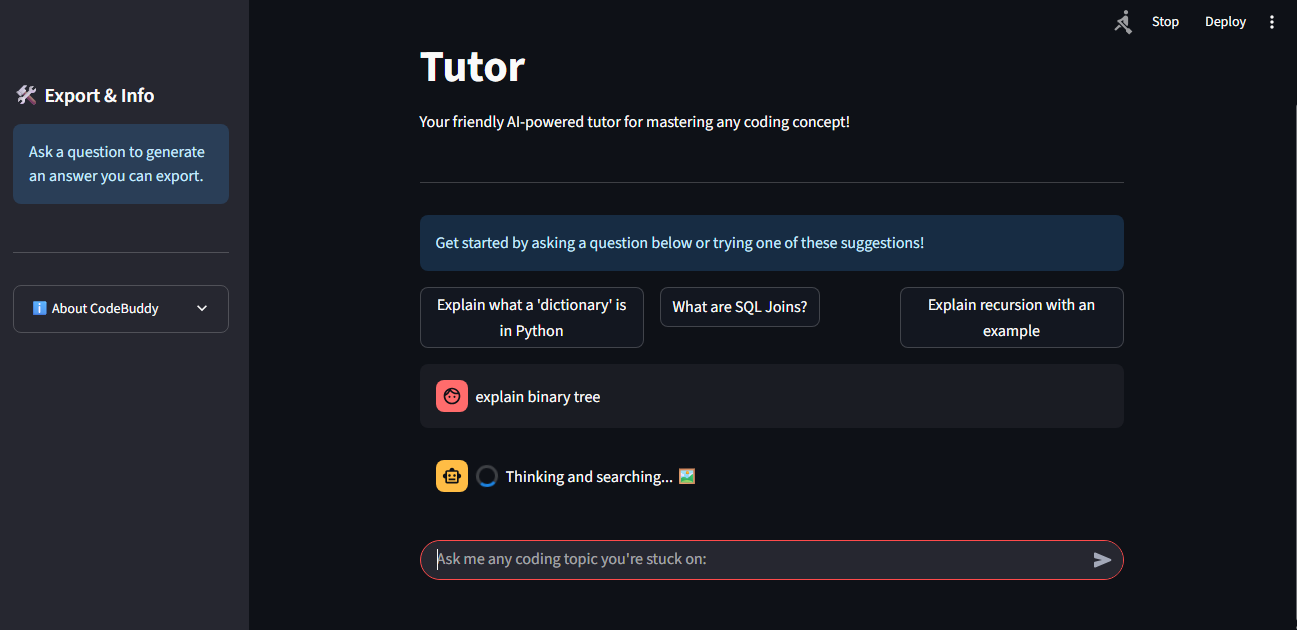 Stop
Deploy
Export & Info
Ask a question to generate
an answer you can export.
About CodeBuddy
Tutor
Your friendly AI-powered tutor for mastering any coding concept!
Get started by asking a question below or trying one of these suggestions!
Explain what a 'dictionary' is
in Python
What are SQL Joins?
Explain recursion with an
example
explain binary tree
Thinking and searching...
Ask me any coding topic you're stuck on: